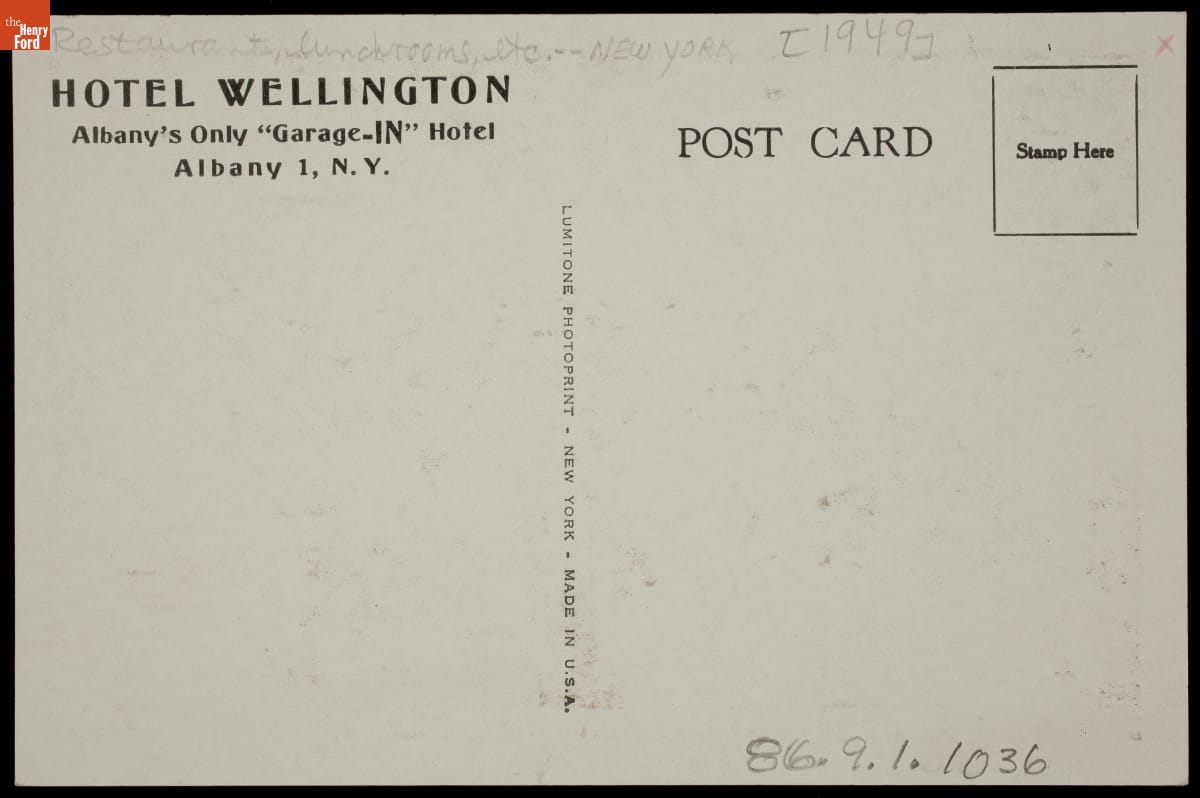 the
Henry
Ford
Restaurants, lunchrooms, etc.--NEW YORK [1949]
x
HOTEL WELLINGTON
Albany's Only "Garage-IN" Hotel
Albany 1, N.Y.
POST CARD
Stamp Here
LUMITONE PHOTOPRINT - NEW YORK - MADE IN U.S.A.
86.9.1.1036